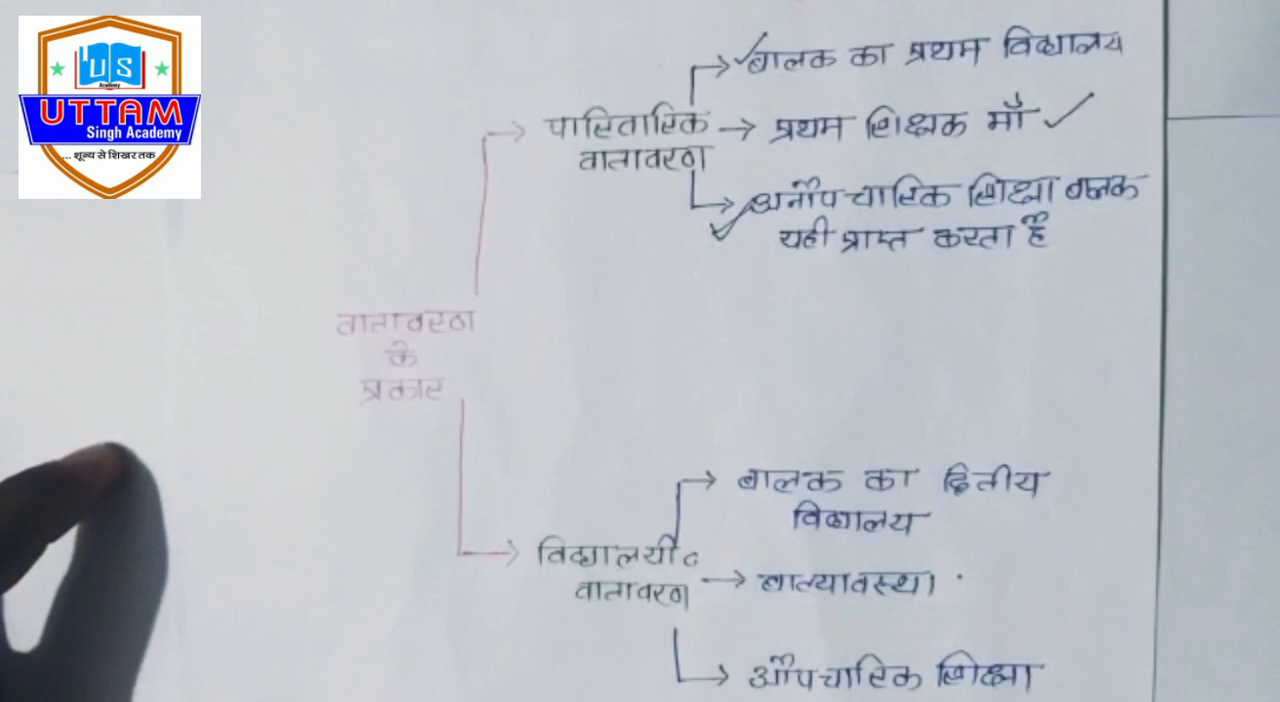 US
Academy
UTTAM
Singh Academy
... शून्य से शिखर तक
बालक का प्रथम विद्यालय
पारिवारिक
वातावरण
प्रथम शिक्षक माँ
अनौपचारिक शिक्षा बालक
यही प्राप्त करता है
वातावरण
के
प्रकार
बालक का द्वितीय
विद्यालय
विद्यालयी
वातावरण
बाल्यावस्था
औपचारिक शिक्षा